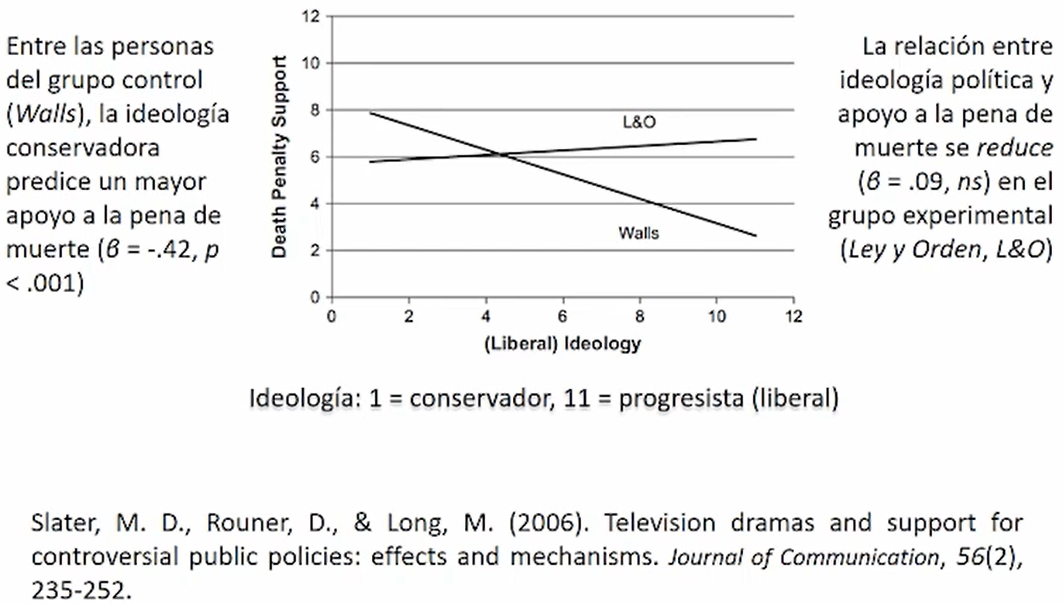 Entre las personas
del grupo control
(Walls), la ideología
conservadora
predice un mayor
apoyo a la pena de
muerte (β = -.42, p
< .001)
Death Penalty Support
12
10
8
6
4
2
0
L&O
Walls
0 2 4 6 8 10 12
(Liberal) Ideology
La relación entre
ideología política y
apoyo a la pena de
muerte se reduce
(β = .09, ns) en el
grupo experimental
(Ley y Orden, L&O)
Ideología: 1 = conservador, 11 = progresista (liberal)
Slater, M. D., Rouner, D., & Long, M. (2006). Television dramas and support for
controversial public policies: effects and mechanisms. Journal of Communication, 56(2),
235-252.